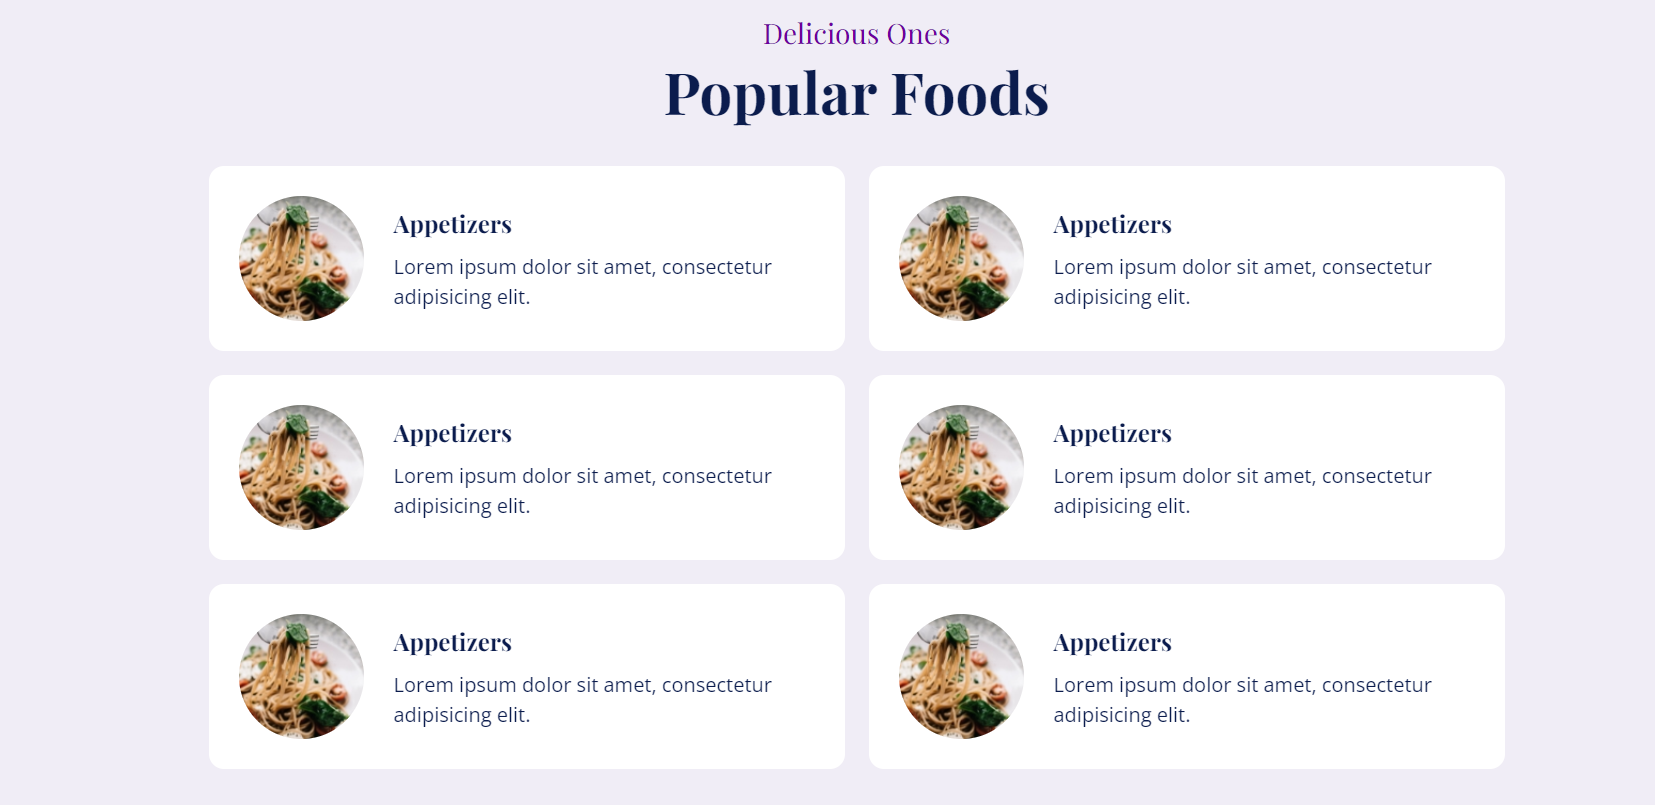 Delicious Ones
Popular Foods
Appetizers
Lorem ipsum dolor sit amet, consectetur
adipisicing elit.
Appetizers
Lorem ipsum dolor sit amet, consectetur
adipisicing elit.
Appetizers
Lorem ipsum dolor sit amet, consectetur
adipisicing elit.
Appetizers
Lorem ipsum dolor sit amet, consectetur
adipisicing elit.
Appetizers
Lorem ipsum dolor sit amet, consectetur
adipisicing elit.
Appetizers
Lorem ipsum dolor sit amet, consectetur
adipisicing elit.